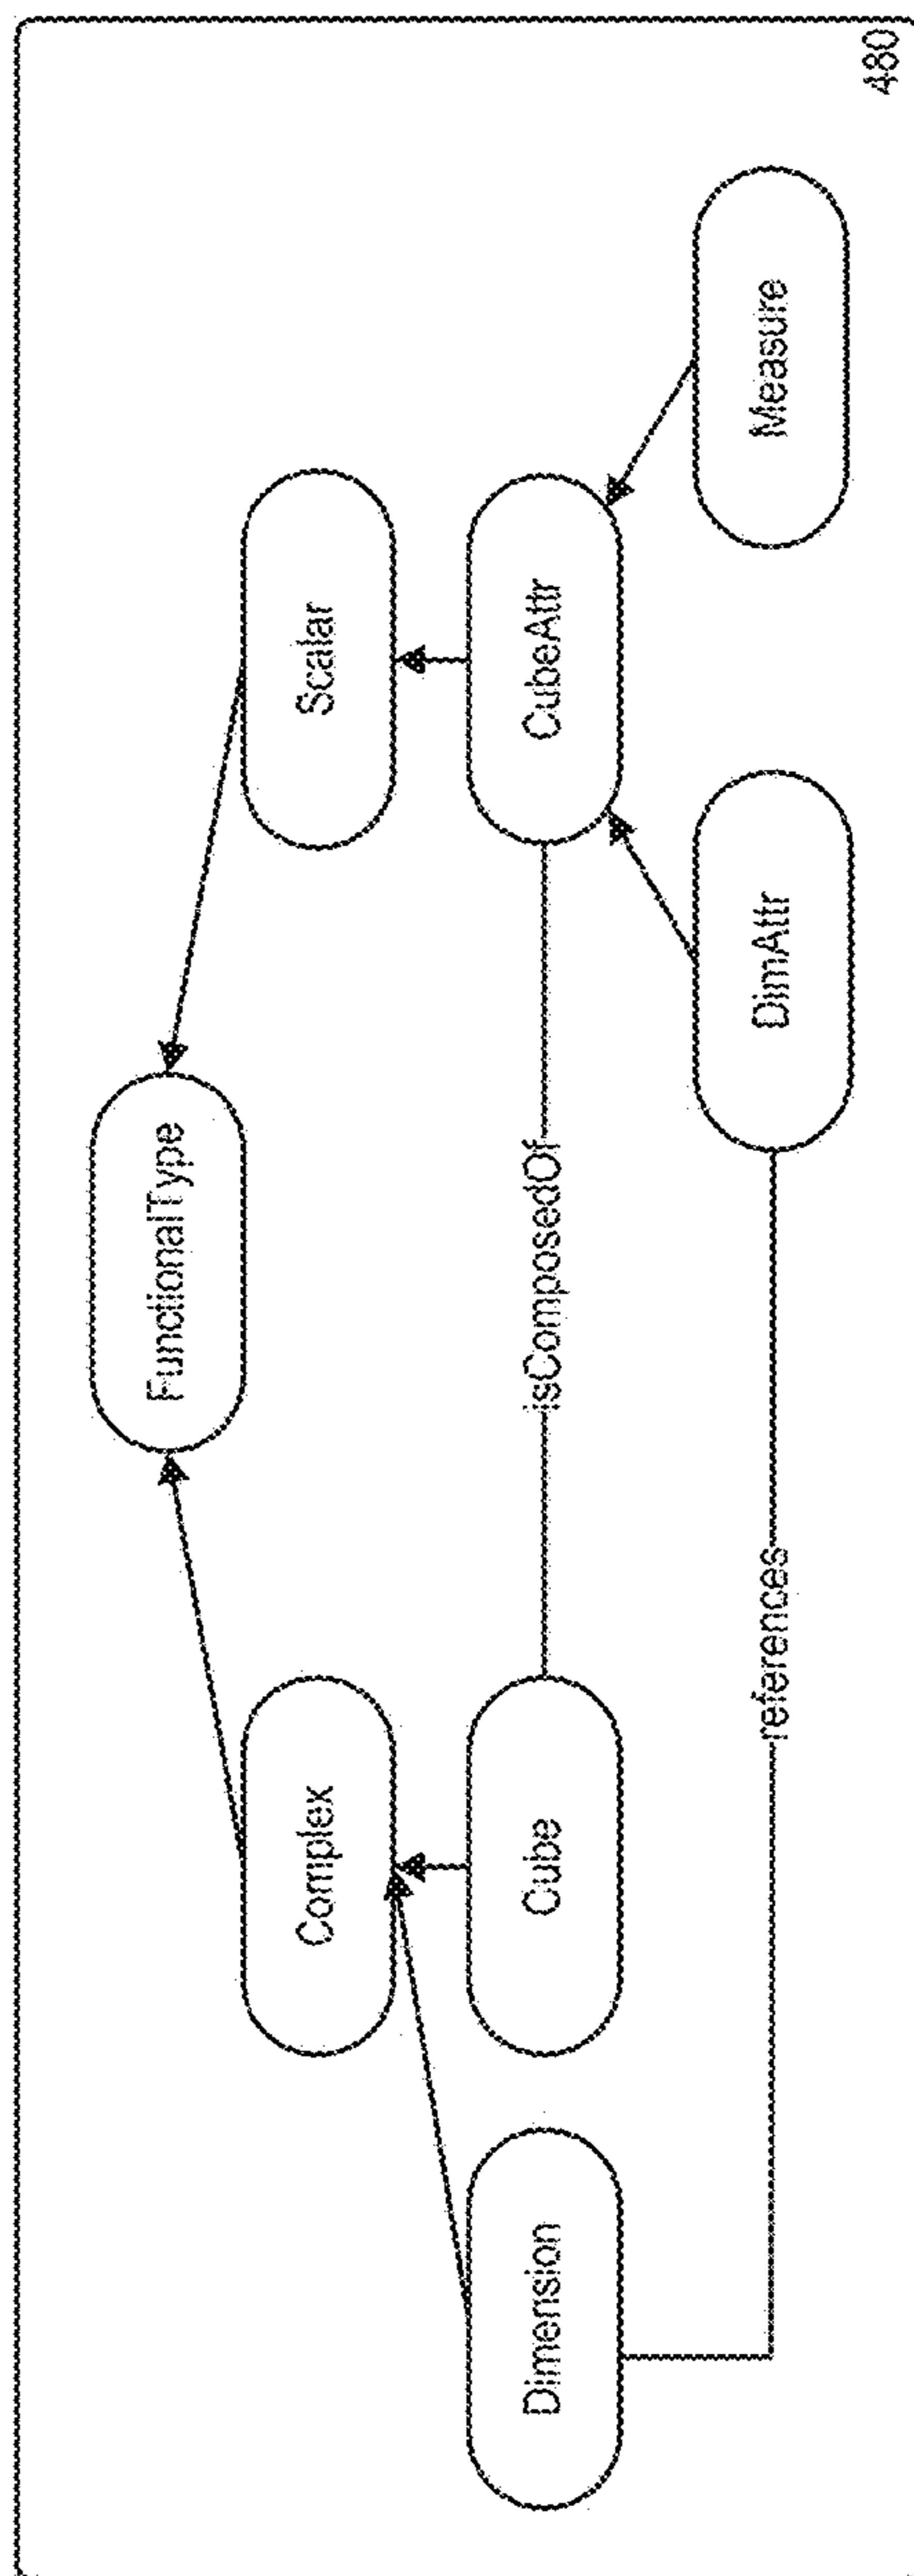 FunctionalType
Complex
Scalar
Dimension
Cube
isComposedOf
CubeAttr
references
DimAttr
Measure
480